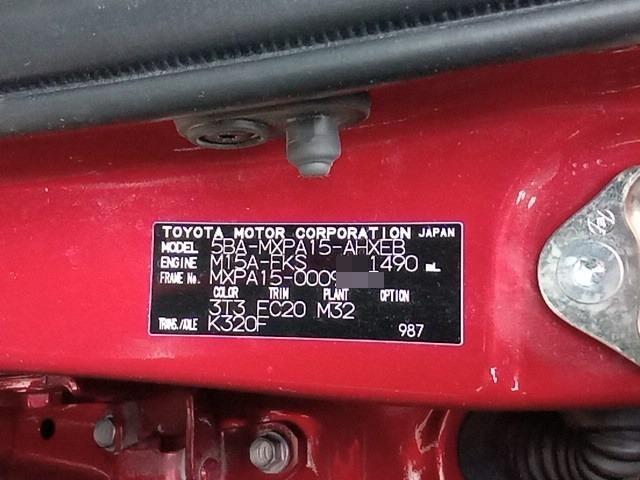 TOYOTA MOTOR CORPORATION JAPAN
MODEL 5BA-MXPA15-AHXEB
ENGINE M15A-FKS 1490 mL
FRAME No. MXPA15-0009
COLOR TRIM PLANT OPTION
3T3 EC20 M32
TRANS./AXLE K320F 987